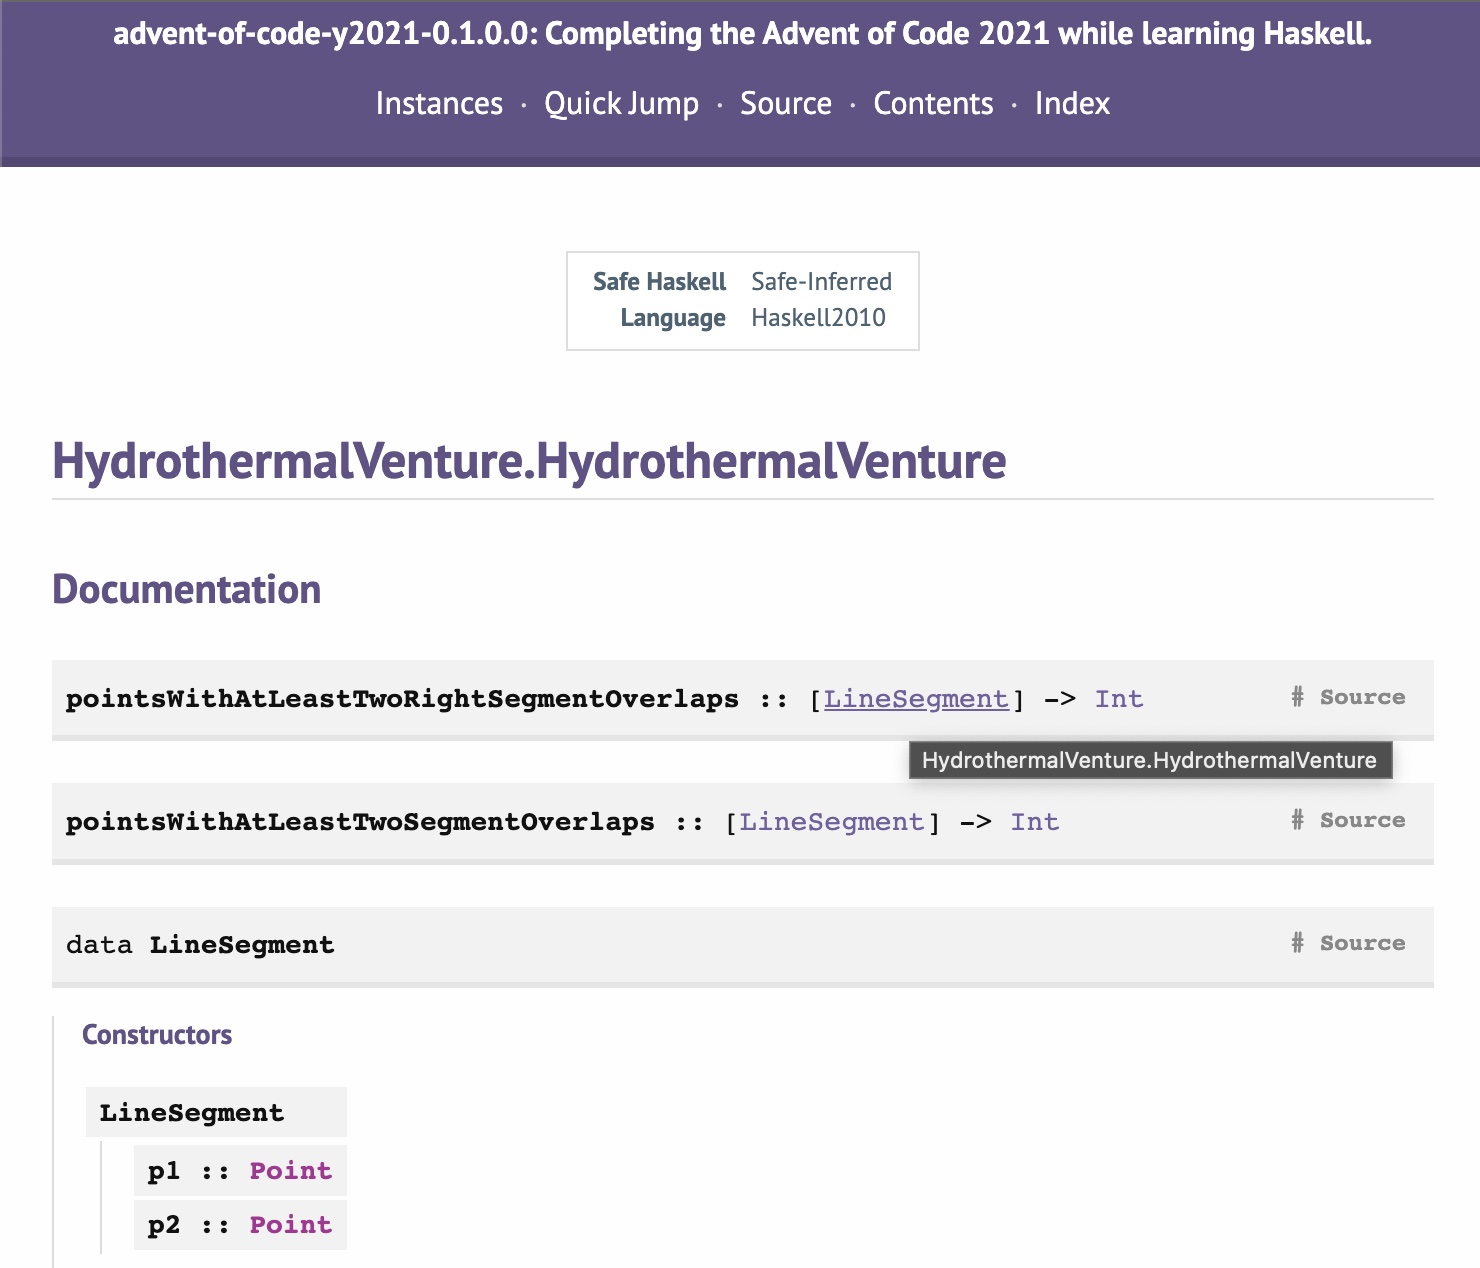 advent-of-code-y2021-0.1.0.0: Completing the Advent of Code 2021 while learning Haskell.
Instances · Quick Jump · Source · Contents · Index
Safe Haskell Safe-Inferred
Language Haskell2010
HydrothermalVenture.HydrothermalVenture
Documentation
pointsWithAtLeastTwoRightSegmentOverlaps :: [LineSegment] -> Int # Source
HydrothermalVenture.HydrothermalVenture
pointsWithAtLeastTwoSegmentOverlaps :: [LineSegment] -> Int # Source
data LineSegment # Source
Constructors
LineSegment
p1 :: Point
p2 :: Point